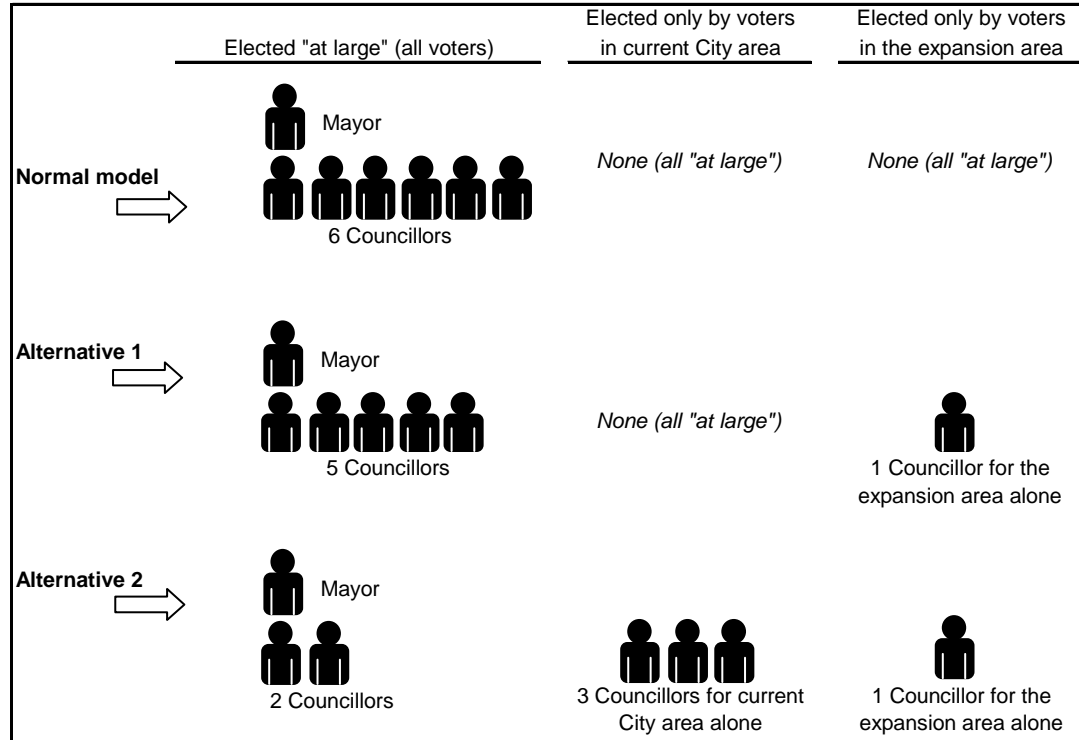 Elected "at large" (all voters)
Elected only by voters
in current City area
Elected only by voters
in the expansion area
Normal model
Mayor
6 Councillors
None (all "at large")
None (all "at large")
Alternative 1
Mayor
5 Councillors
None (all "at large")
1 Councillor for the
expansion area alone
Alternative 2
Mayor
2 Councillors
3 Councillors for current
City area alone
1 Councillor for the
expansion area alone